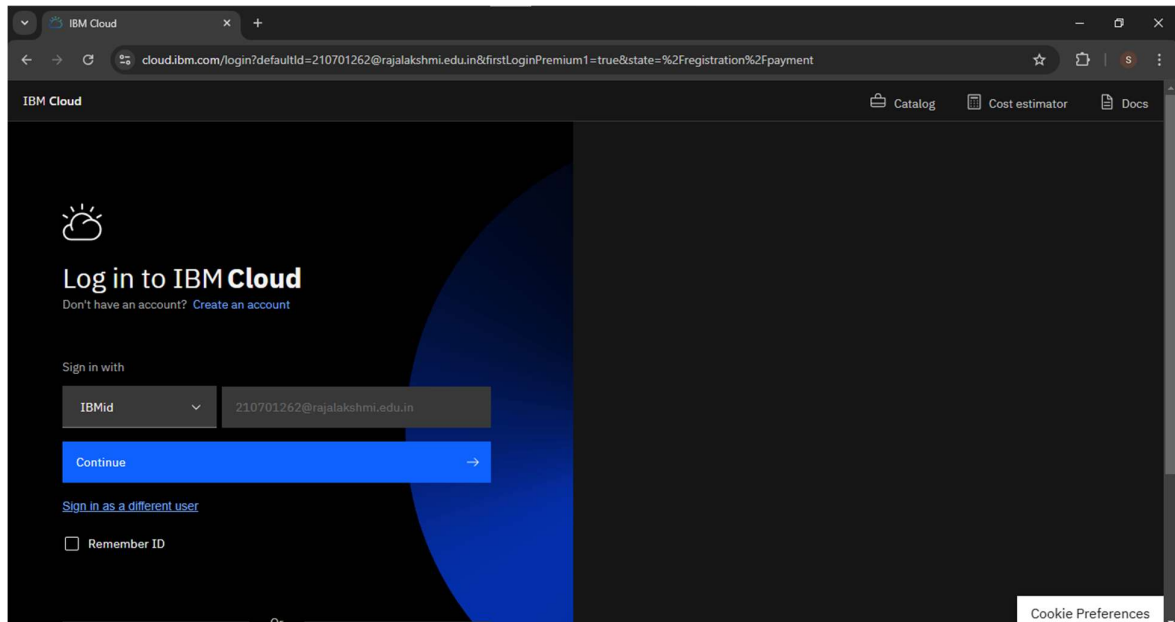 IBM Cloud
cloud.ibm.com/login?defaultId=210701262@rajalakshmi.edu.in&firstLoginPremium1=true&state=%2Fregistration%2Fpayment
S
IBM Cloud
Catalog
Cost estimator
Docs
Log in to IBM Cloud
Don't have an account? Create an account
Sign in with
IBMid
210701262@rajalakshmi.edu.in
Continue
Sign in as a different user
Remember ID
Cookie Preferences